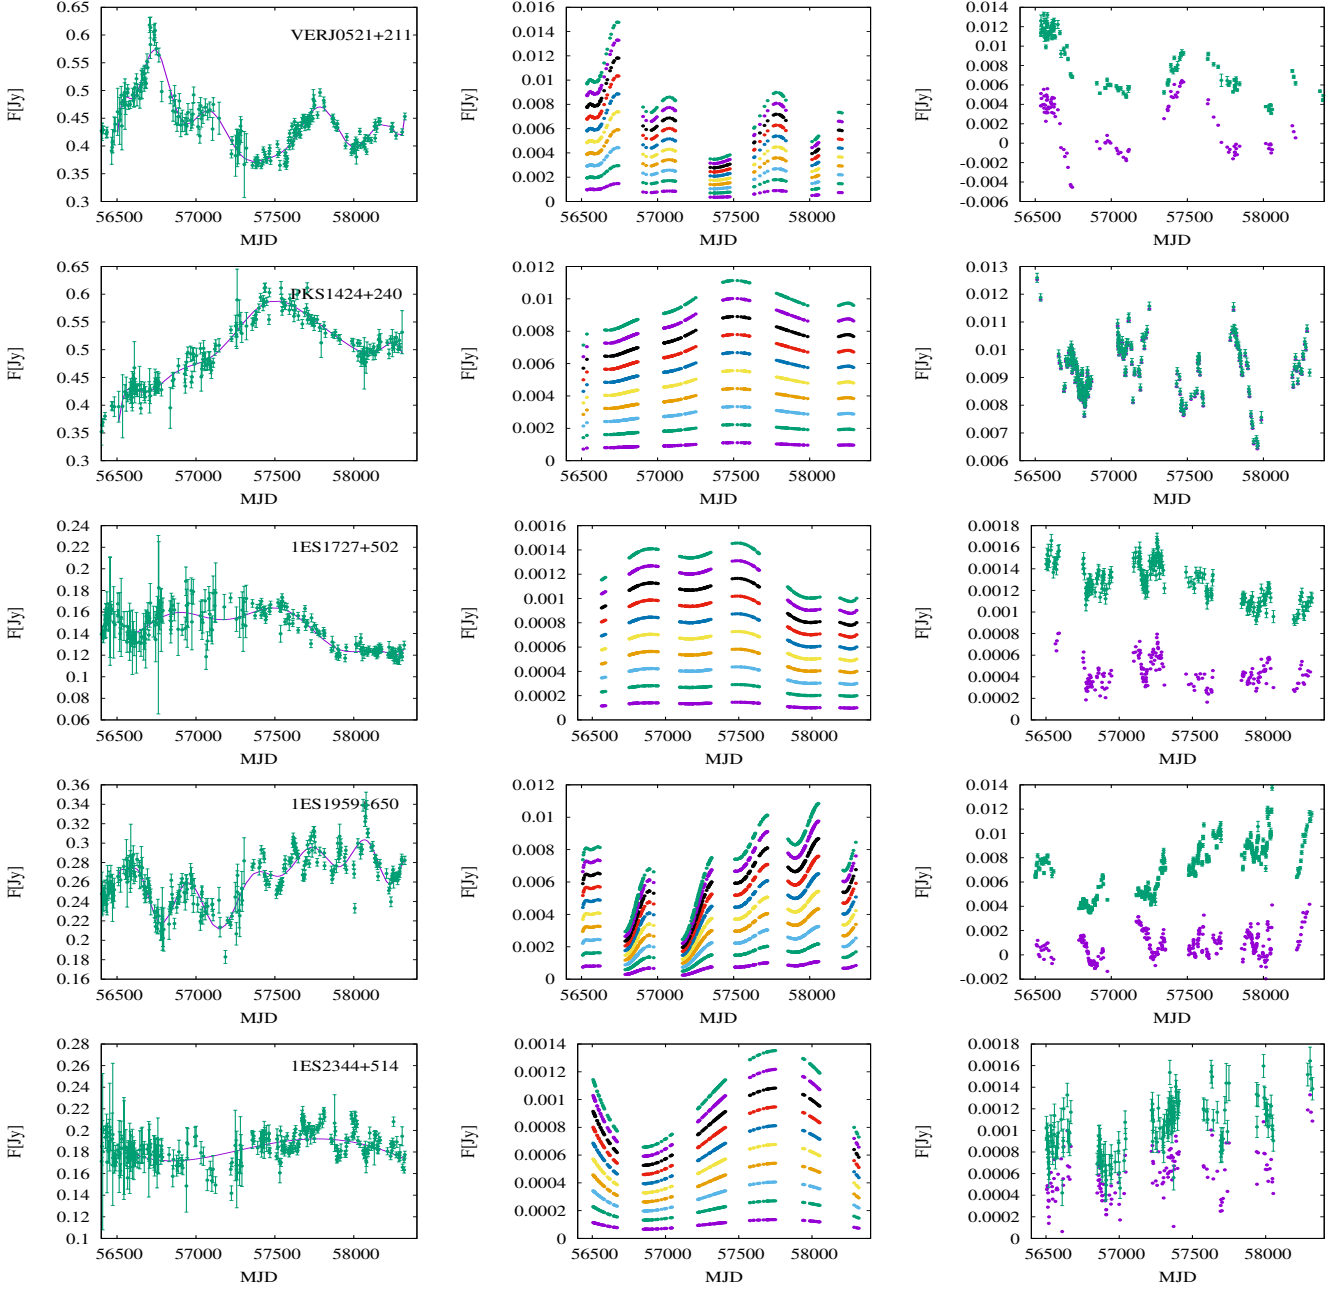 0.65
0.6
0.55
0.5
0.45
0.4
0.35
0.3
F[Jy]
VERJ0521+211
56500 57000 57500 58000
MJD
0.016
0.014
0.012
0.01
0.008
0.006
0.004
0.002
0
F[Jy]
56500 57000 57500 58000
MJD
0.014
0.012
0.01
0.008
0.006
0.004
0.002
0
-0.002
-0.004
-0.006
F[Jy]
56500 57000 57500 58000
MJD
0.65
0.6
0.55
0.5
0.45
0.4
0.35
0.3
F[Jy]
PKS1424+240
56500 57000 57500 58000
MJD
0.012
0.01
0.008
0.006
0.004
0.002
0
F[Jy]
56500 57000 57500 58000
MJD
0.013
0.012
0.011
0.01
0.009
0.008
0.007
0.006
F[Jy]
56500 57000 57500 58000
MJD
0.24
0.22
0.2
0.18
0.16
0.14
0.12
0.1
0.08
0.06
F[Jy]
1ES1727+502
56500 57000 57500 58000
MJD
0.0016
0.0014
0.0012
0.001
0.0008
0.0006
0.0004
0.0002
0
F[Jy]
56500 57000 57500 58000
MJD
0.0018
0.0016
0.0014
0.0012
0.001
0.0008
0.0006
0.0004
0.0002
0
F[Jy]
56500 57000 57500 58000
MJD
0.36
0.34
0.32
0.3
0.28
0.26
0.24
0.22
0.2
0.18
0.16
F[Jy]
1ES1959+650
56500 57000 57500 58000
MJD
0.012
0.01
0.008
0.006
0.004
0.002
0
F[Jy]
56500 57000 57500 58000
MJD
0.014
0.012
0.01
0.008
0.006
0.004
0.002
0
-0.002
F[Jy]
56500 57000 57500 58000
MJD
0.28
0.26
0.24
0.22
0.2
0.18
0.16
0.14
0.12
0.1
F[Jy]
1ES2344+514
56500 57000 57500 58000
MJD
0.0014
0.0012
0.001
0.0008
0.0006
0.0004
0.0002
0
F[Jy]
56500 57000 57500 58000
MJD
0.0018
0.0016
0.0014
0.0012
0.001
0.0008
0.0006
0.0004
0.0002
0
F[Jy]
56500 57000 57500 58000
MJD